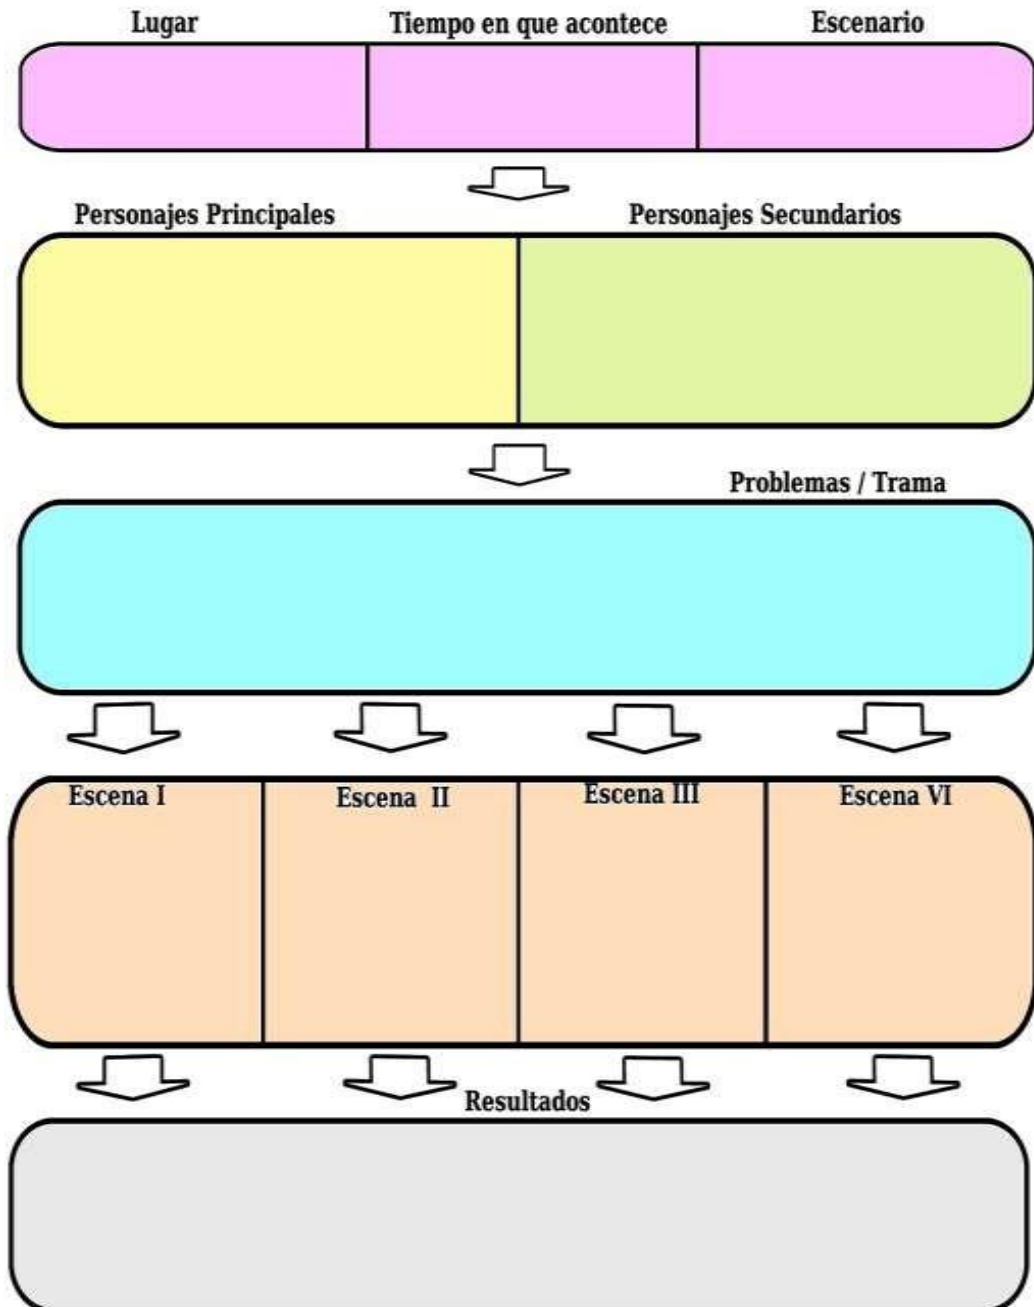 Lugar
Tiempo en que acontece
Escenario
Personajes Principales
Personajes Secundarios
Problemas / Trama
Escena I
Escena II
Escena III
Escena VI
Resultados